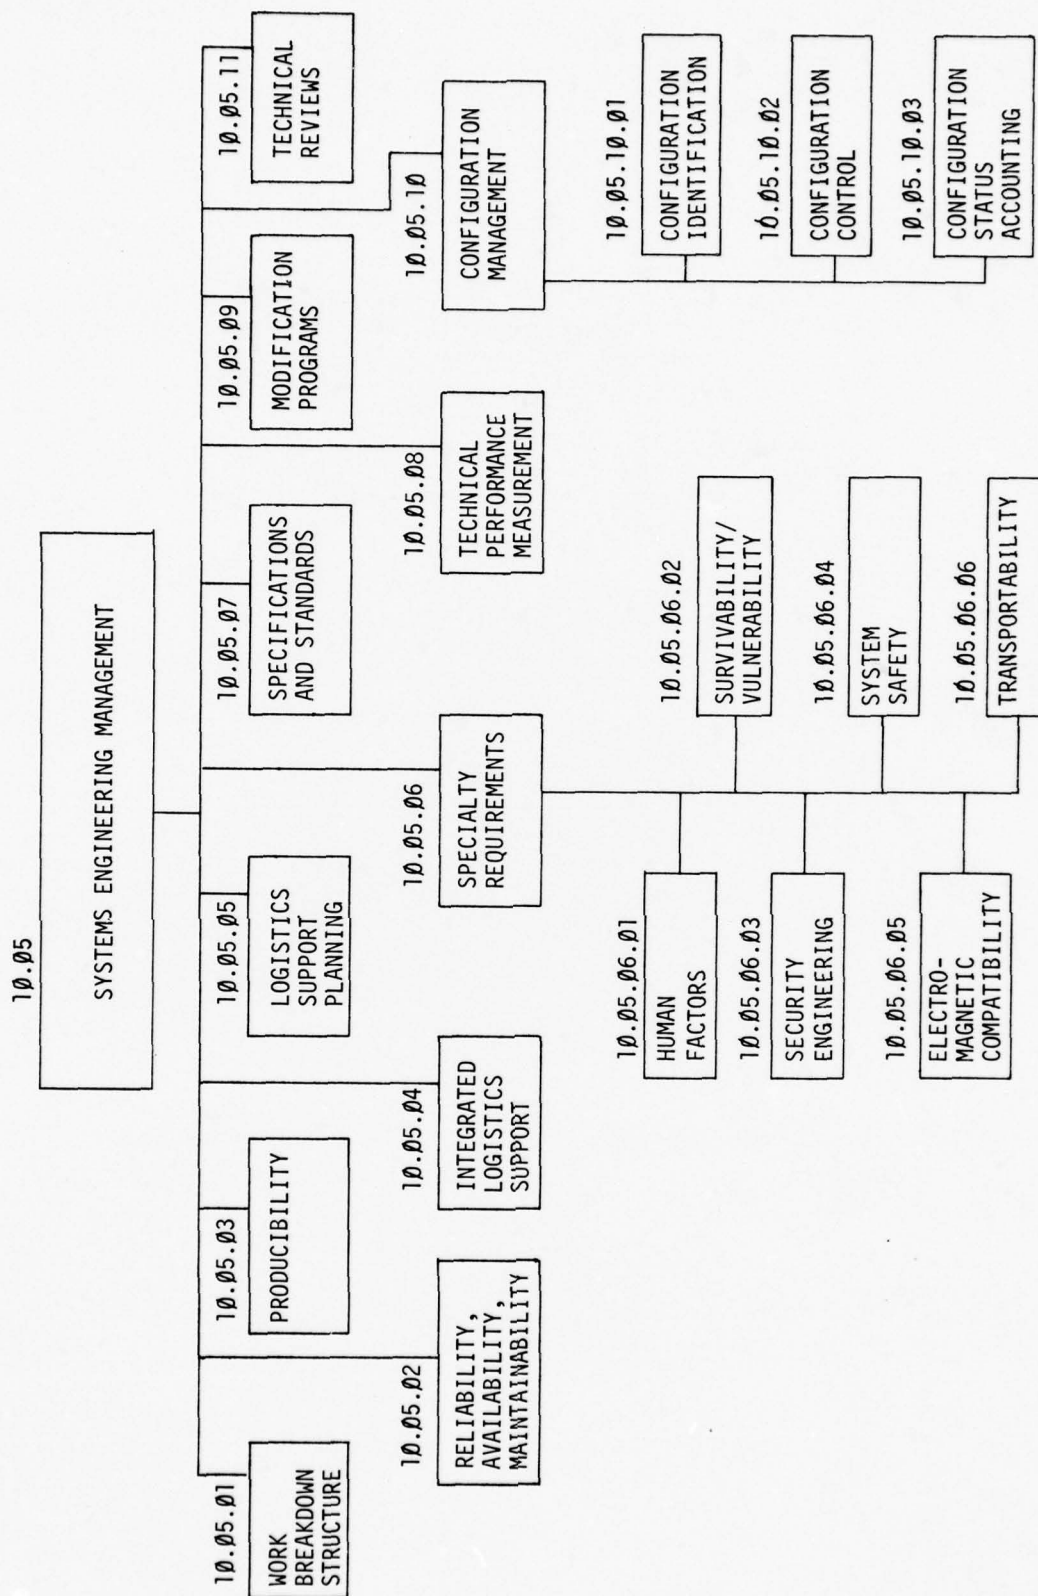 10.05
SYSTEMS ENGINEERING MANAGEMENT
10.05.01
WORK
BREAKDOWN
STRUCTURE
10.05.02
RELIABILITY,
AVAILABILITY,
MAINTAINABILITY
10.05.03
PRODUCIBILITY
10.05.04
INTEGRATED
LOGISTICS
SUPPORT
10.05.05
LOGISTICS
SUPPORT
PLANNING
10.05.06
SPECIALTY
REQUIREMENTS
10.05.06.01
HUMAN
FACTORS
10.05.06.02
SURVIVABILITY/
VULNERABILITY
10.05.06.03
SECURITY
ENGINEERING
10.05.06.04
SYSTEM
SAFETY
10.05.06.05
ELECTRO-
MAGNETIC
COMPATIBILITY
10.05.06.06
TRANSPORTABILITY
10.05.07
SPECIFICATIONS
AND STANDARDS
10.05.08
TECHNICAL
PERFORMANCE
MEASUREMENT
10.05.09
MODIFICATION
PROGRAMS
10.05.10
CONFIGURATION
MANAGEMENT
10.05.10.01
CONFIGURATION
IDENTIFICATION
10.05.10.02
CONFIGURATION
CONTROL
10.05.10.03
CONFIGURATION
STATUS
ACCOUNTING
10.05.11
TECHNICAL
REVIEWS